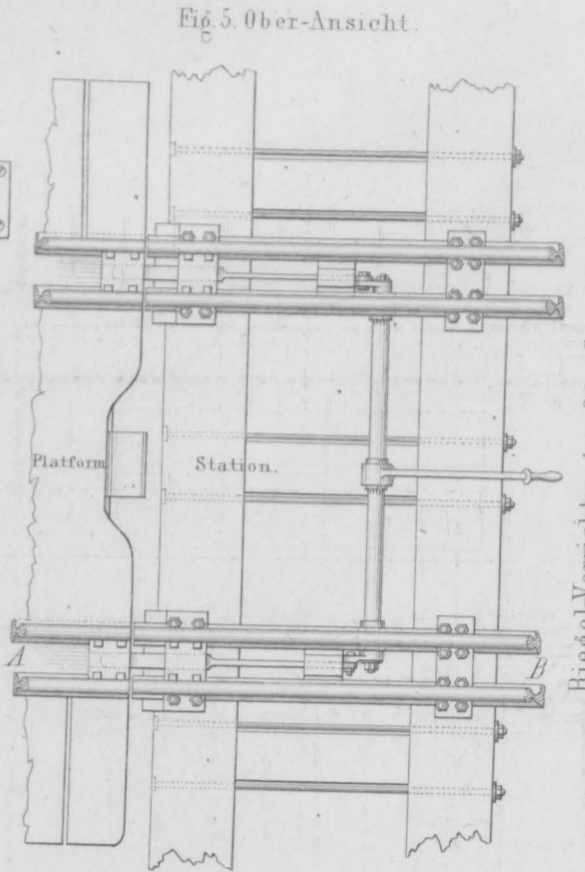 Fig. 5. Ober-Ansicht.
Platform
Station.
A
B